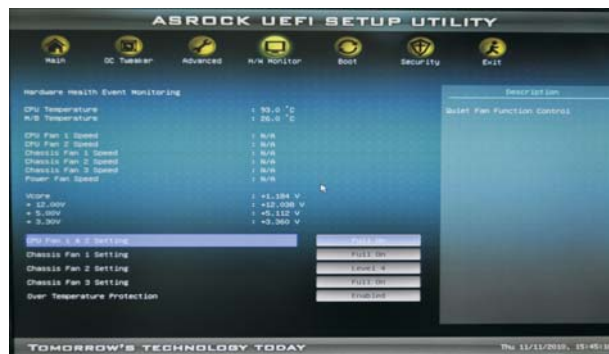 ASROCK UEFI SETUP UTILITY
Main OC Tweaker Advanced H/W Monitor Boot Security Exit
Hardware Health Event Monitoring
Description
CPU Temperature : 93.0 °C
M/B Temperature : 26.0 °C
Quiet Fan Function Control
CPU Fan 1 Speed : N/A
CPU Fan 2 Speed : N/A
Chassis Fan 1 Speed : N/A
Chassis Fan 2 Speed : N/A
Chassis Fan 3 Speed : N/A
Power Fan Speed : N/A
Vcore : +1.184 V
+ 12.00V : +12.038 V
+ 5.00V : +5.112 V
+ 3.30V : +3.360 V
CPU Fan 1 & 2 Setting Full On
Chassis Fan 1 Setting Full On
Chassis Fan 2 Setting Level 4
Chassis Fan 3 Setting Full On
Over Temperature Protection Enabled
TOMORROW'S TECHNOLOGY TODAY
Thu 11/11/2010, 15:45:1